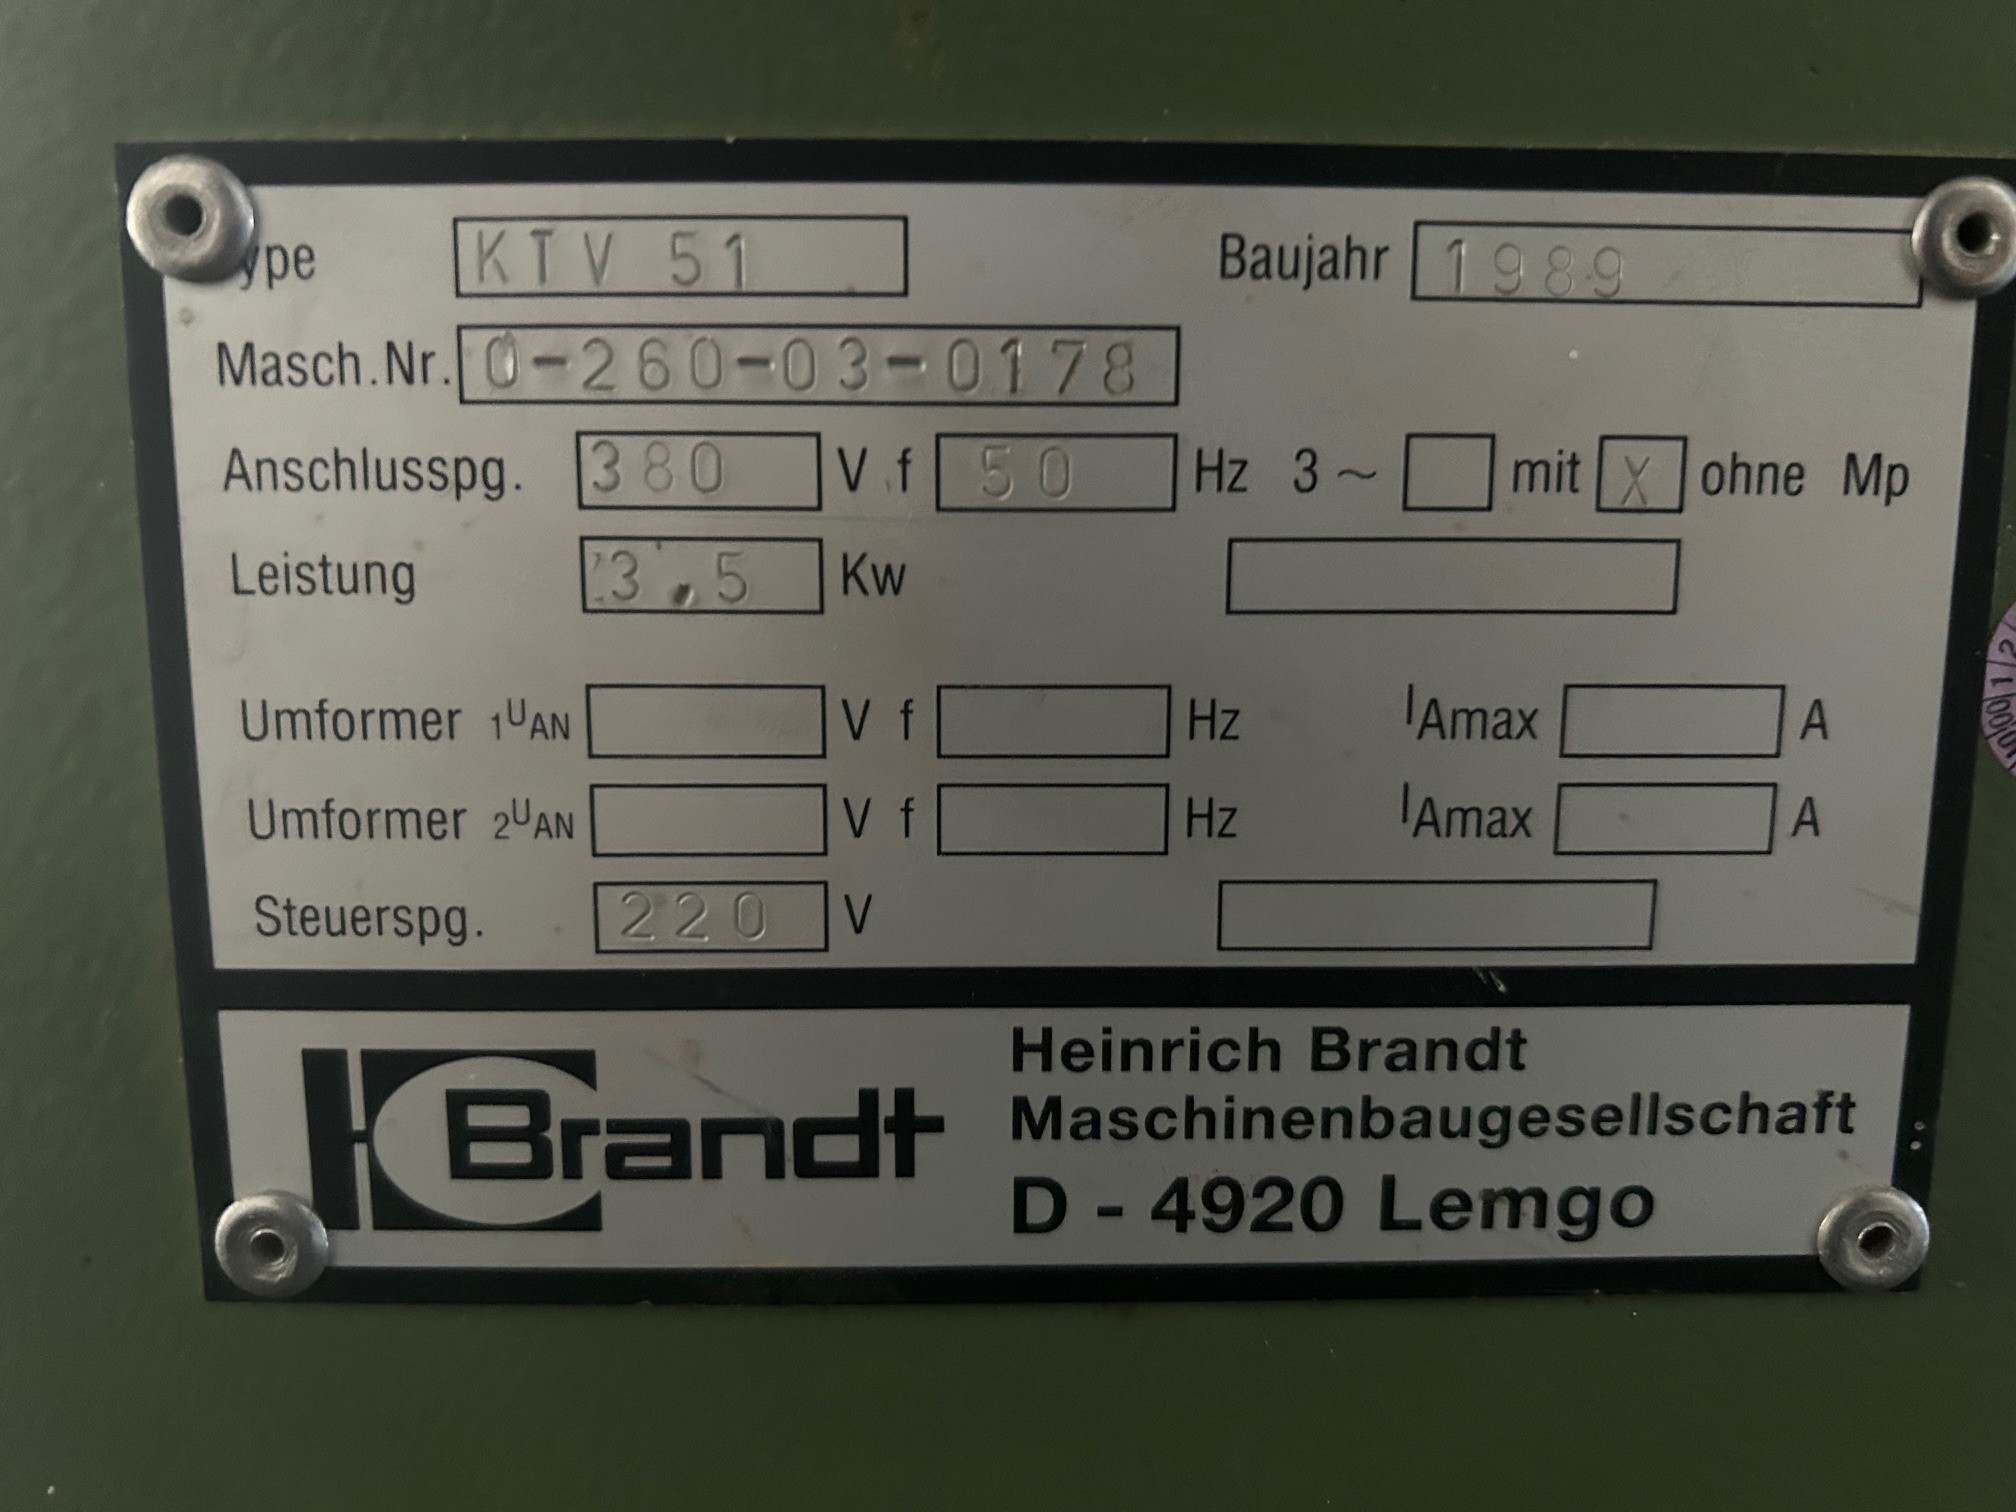 ype KTV 51 Baujahr 1989
Masch.Nr. 0-260-03-0178
Anschlusspg. 380 V f 50 Hz 3~ mit X ohne Mp
Leistung 3.5 Kw
Umformer 1UAN V f Hz IAmax A
Umformer 2UAN V f Hz IAmax A
Steuerspg. 220 V
Brandt
Heinrich Brandt
Maschinenbaugesellschaft
D - 4920 Lemgo